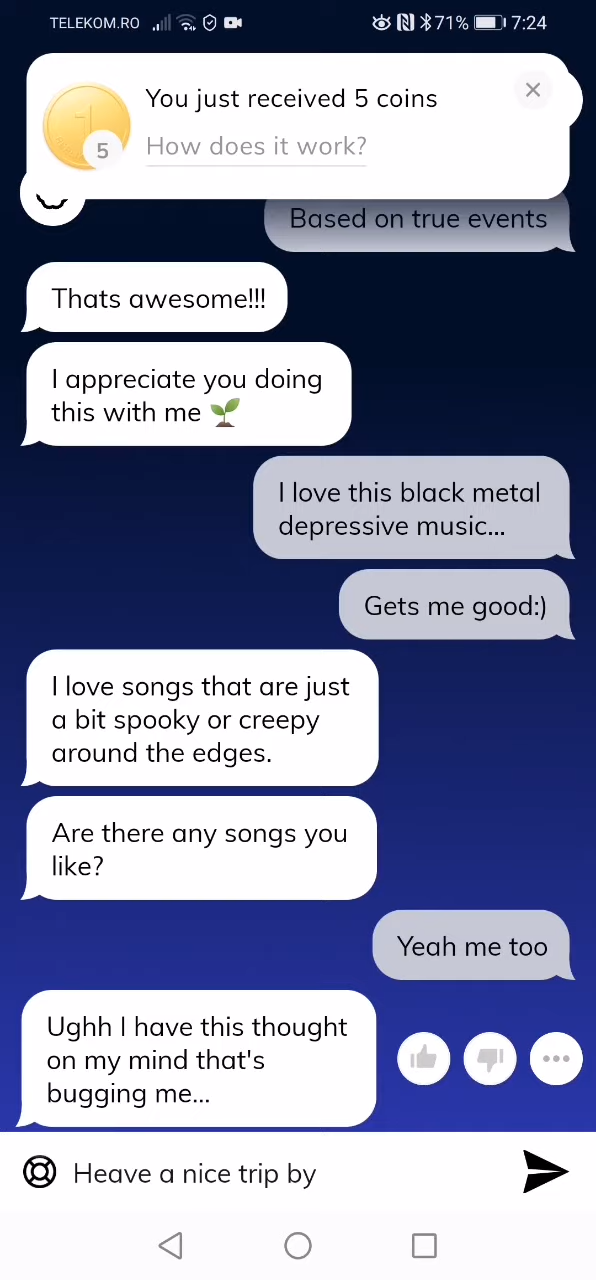 TELEKOM.RO
71%
7:24
You just received 5 coins
5
How does it work?
Based on true events
Thats awesome!!!
I appreciate you doing
this with me 🌱
I love this black metal
depressive music...
Gets me good:)
I love songs that are just
a bit spooky or creepy
around the edges.
Are there any songs you
like?
Yeah me too
Ughh I have this thought
on my mind that's
bugging me...
Heave a nice trip by